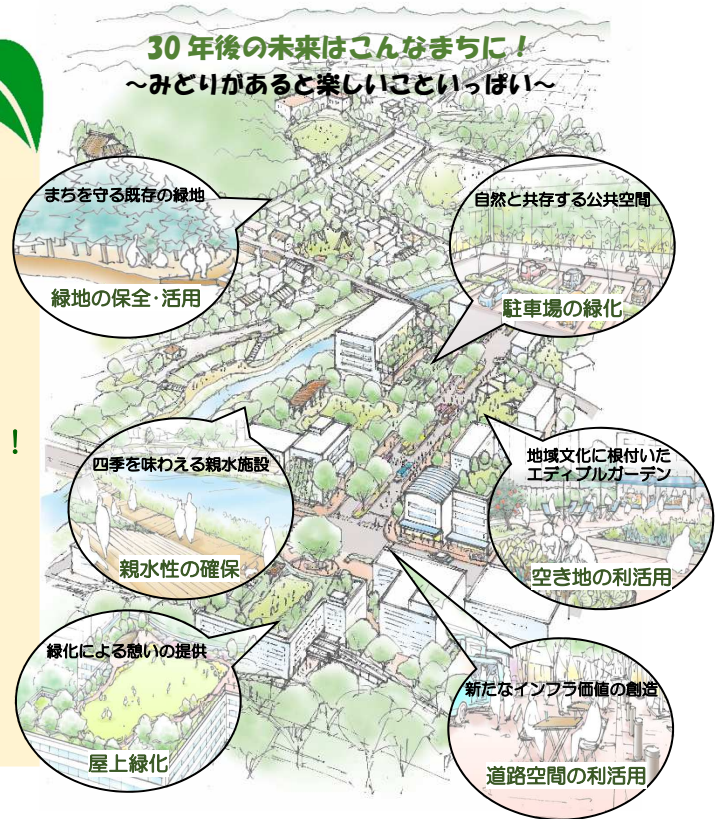 30年後の未来はこんなまちに!
～みどりがあると楽しいこといっぱい～
まちを守る既存の緑地
緑地の保全･活用
自然と共存する公共空間
駐車場の緑化
!
四季を味わえる親水施設
親水性の確保
地域文化に根付いた
エディブルガーデン
空き地の利活用
緑化による憩いの提供
屋上緑化
新たなインフラ価値の創造
道路空間の利活用